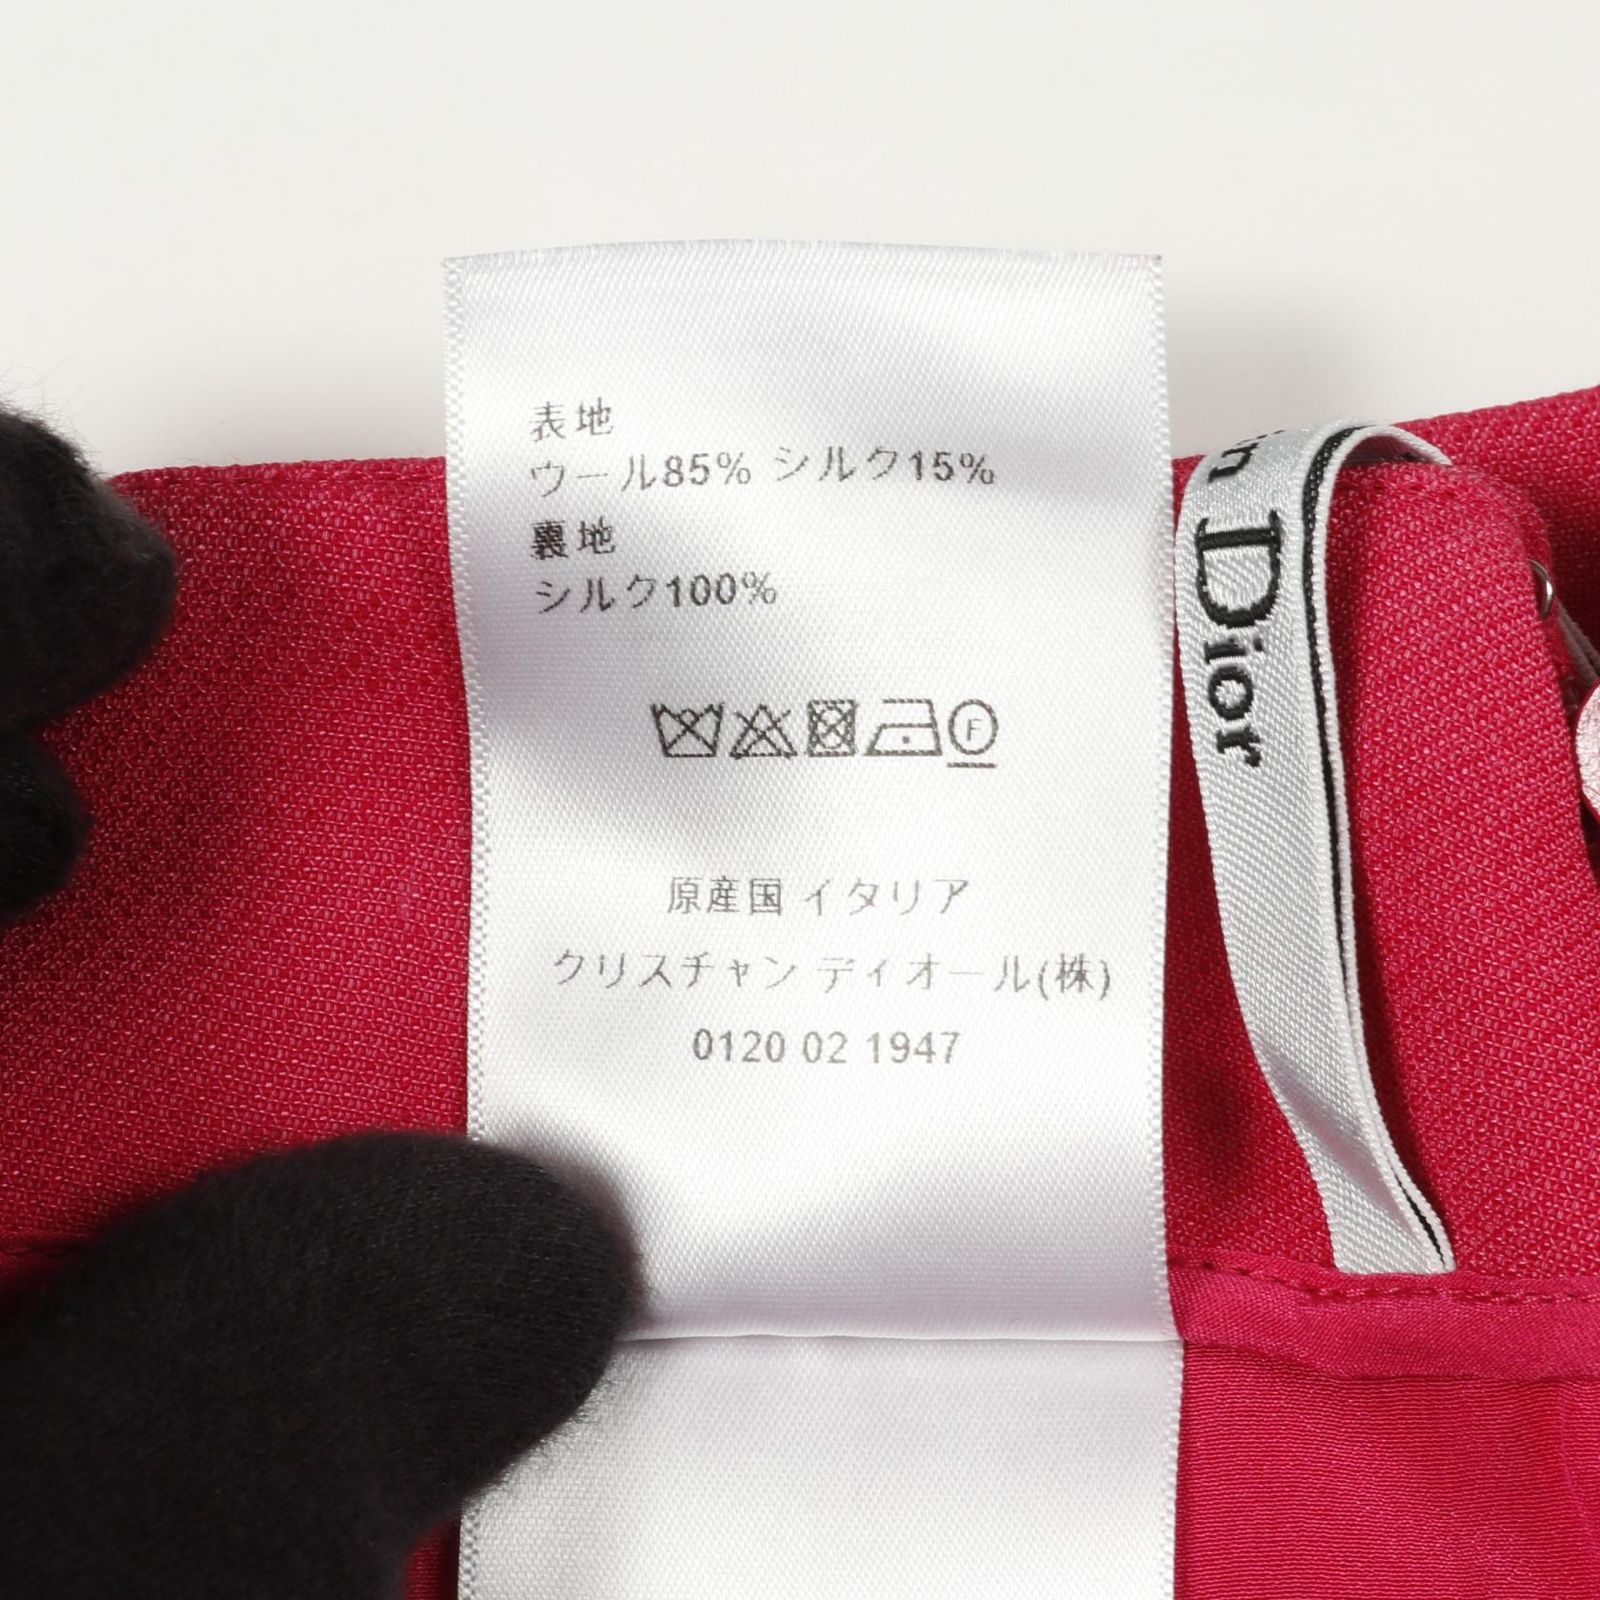 表地
ウール85% シルク15%
裏地
シルク100%
F
原産国 イタリア
クリスチャン ディオール(株)
0120 02 1947
Dior